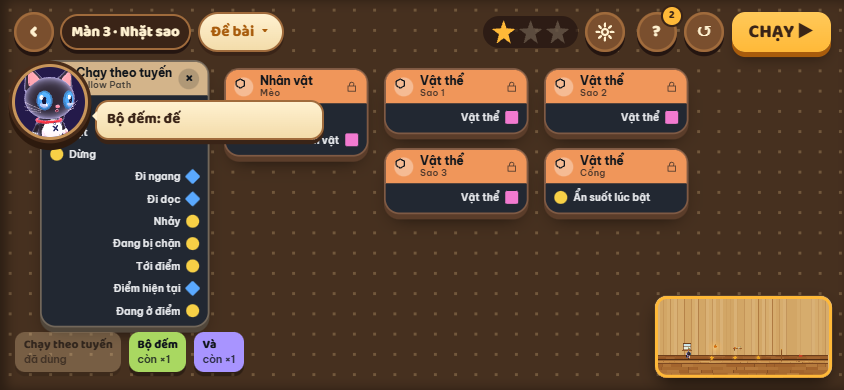 Màn 3 · Nhặt sao
Đề bài
?
2
CHẠY
Chạy theo tuyến
llow Path
×
Bộ đếm: đế
Dừng
Đi ngang
Đi dọc
Nhảy
Đang bị chặn
Tới điểm
Điểm hiện tại
Đang ở điểm
Nhân vật
Mèo
vật
Vật thể
Sao 1
Vật thể
Vật thể
Sao 2
Vật thể
Vật thể
Sao 3
Vật thể
Vật thể
Cổng
Ẩn suốt lúc bật
Chạy theo tuyến
đã dùng
Bộ đếm
còn ×1
Và
còn ×1